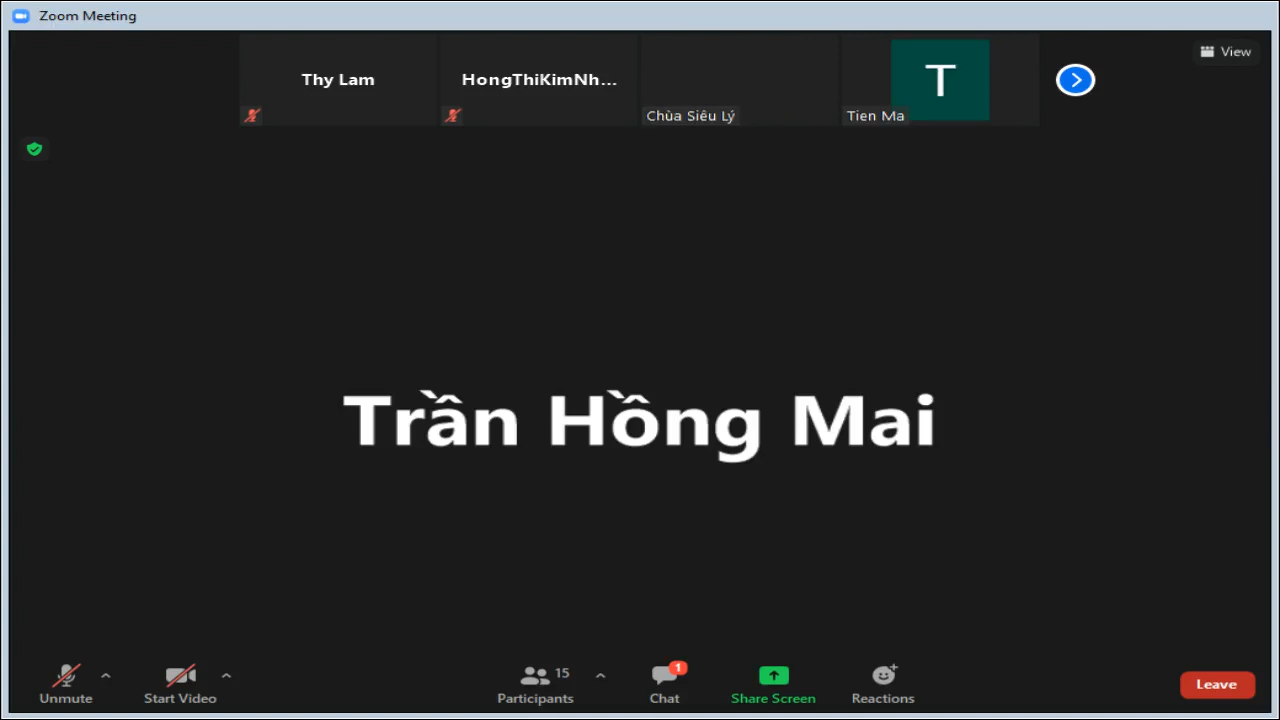 Zoom Meeting
Thy Lam
HongThiKimNh...
Chùa Siêu Lý
T
Tien Ma
View
Trần Hồng Mai
Unmute
Start Video
Participants
15
Chat
1
Share Screen
Reactions
Leave